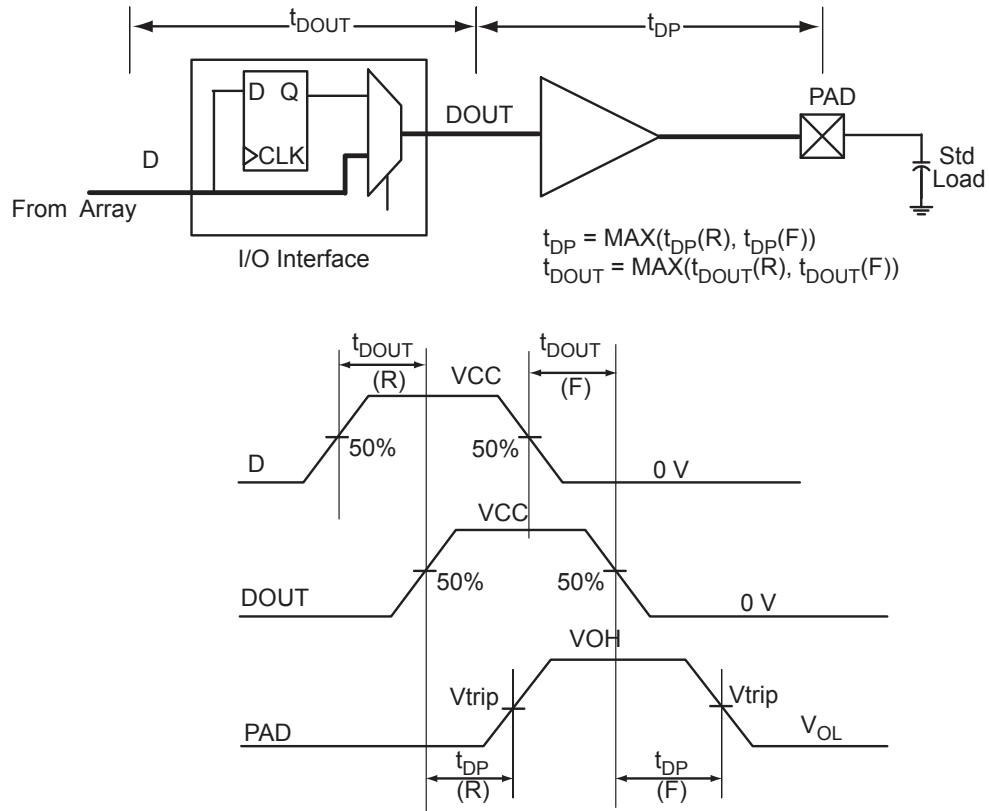 tDOUT
tDP
D Q
CLK
D
From Array
I/O Interface
DOUT
PAD
Std
Load
tDP = MAX(tDP(R), tDP(F))
tDOUT = MAX(tDOUT(R), tDOUT(F))
tDOUT
(R)
VCC
tDOUT
(F)
50%
50%
D
0 V
VCC
50%
50%
DOUT
0 V
VOH
Vtrip
Vtrip
PAD
VOL
tDP
(R)
tDP
(F)